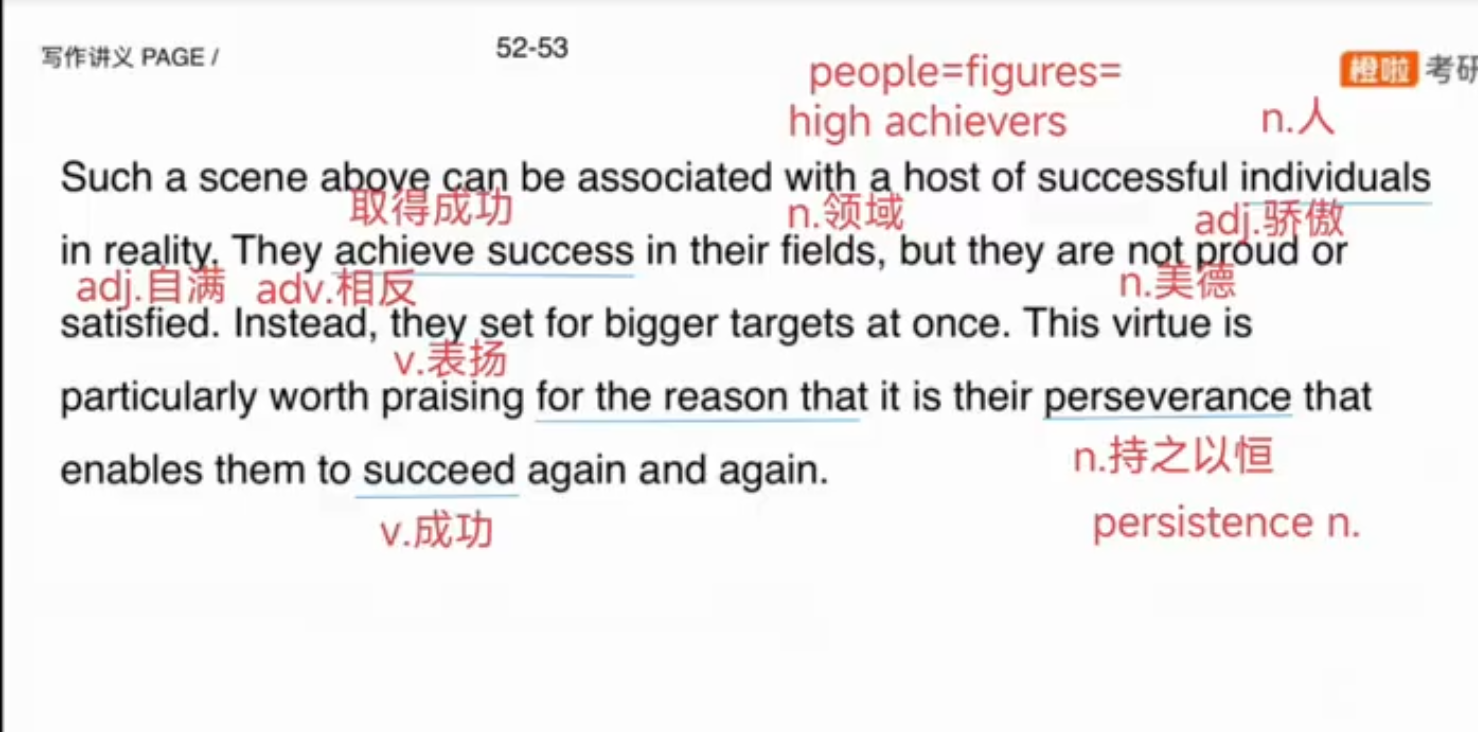 写作讲义 PAGE /
52-53
橙啦 考研
people=figures=
high achievers
n.人
Such a scene above can be associated with a host of successful individuals
取得成功
n.领域
adj.骄傲
in reality. They achieve success in their fields, but they are not proud or
adj.自满
adv.相反
n.美德
satisfied. Instead, they set for bigger targets at once. This virtue is
v.表扬
particularly worth praising for the reason that it is their perseverance that
n.持之以恒
enables them to succeed again and again.
persistence n.
v.成功